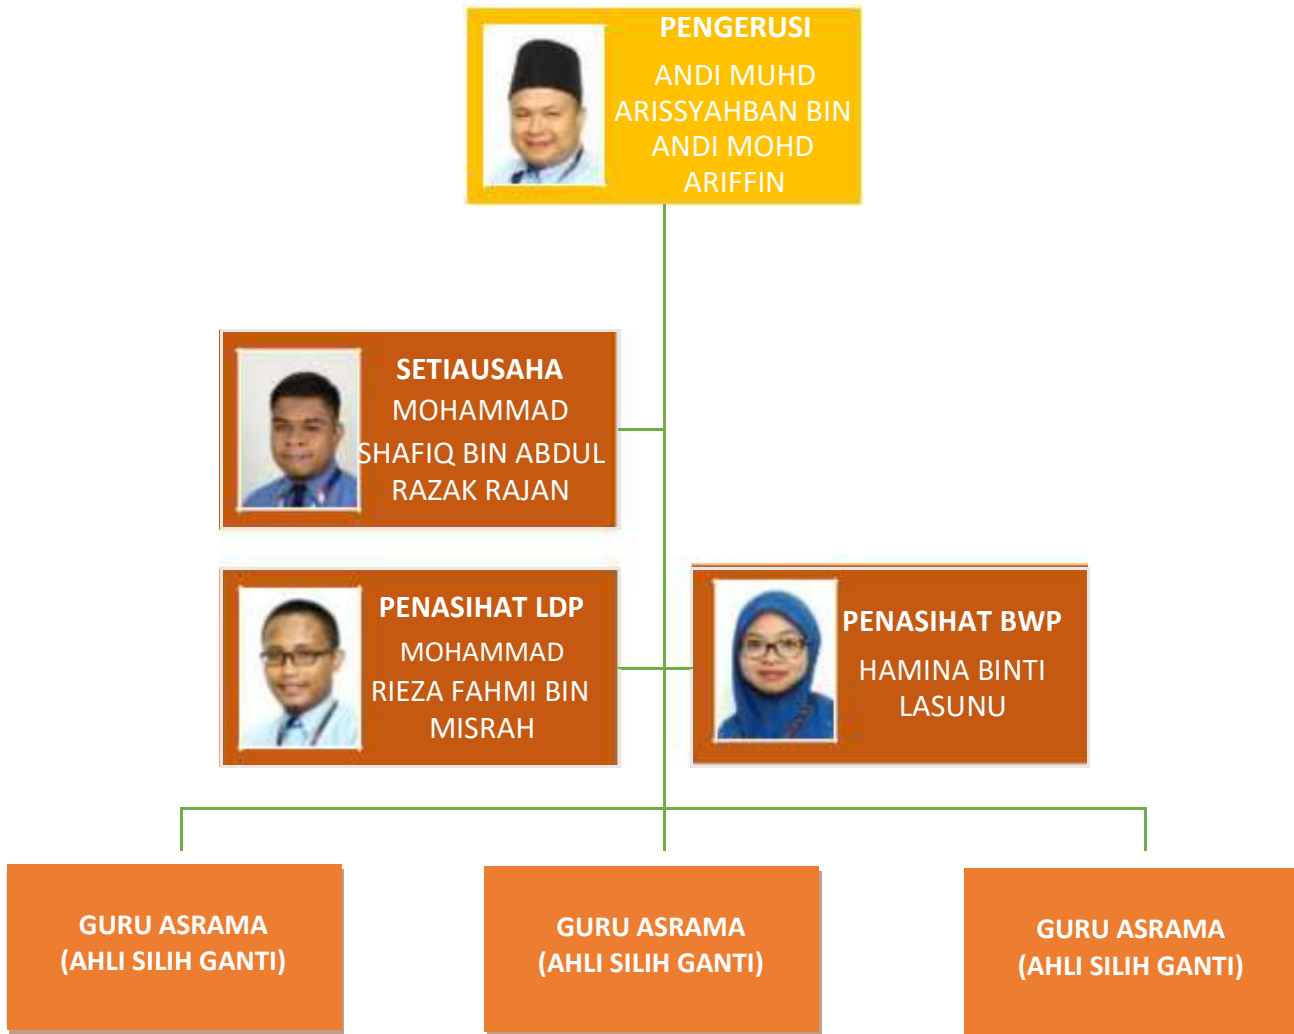 PENGERUSI
ANDI MUHD
ARISSYAHBAN BIN
ANDI MOHD
ARIFFIN
SETIAUSAHA
MOHAMMAD
SHAFIQ BIN ABDUL
RAZAK RAJAN
PENASIHAT LDP
MOHAMMAD
RIEZA FAHMI BIN
MISRAH
PENASIHAT BWP
HAMINA BINTI
LASUNU
GURU ASRAMA
(AHLI SILIH GANTI)
GURU ASRAMA
(AHLI SILIH GANTI)
GURU ASRAMA
(AHLI SILIH GANTI)